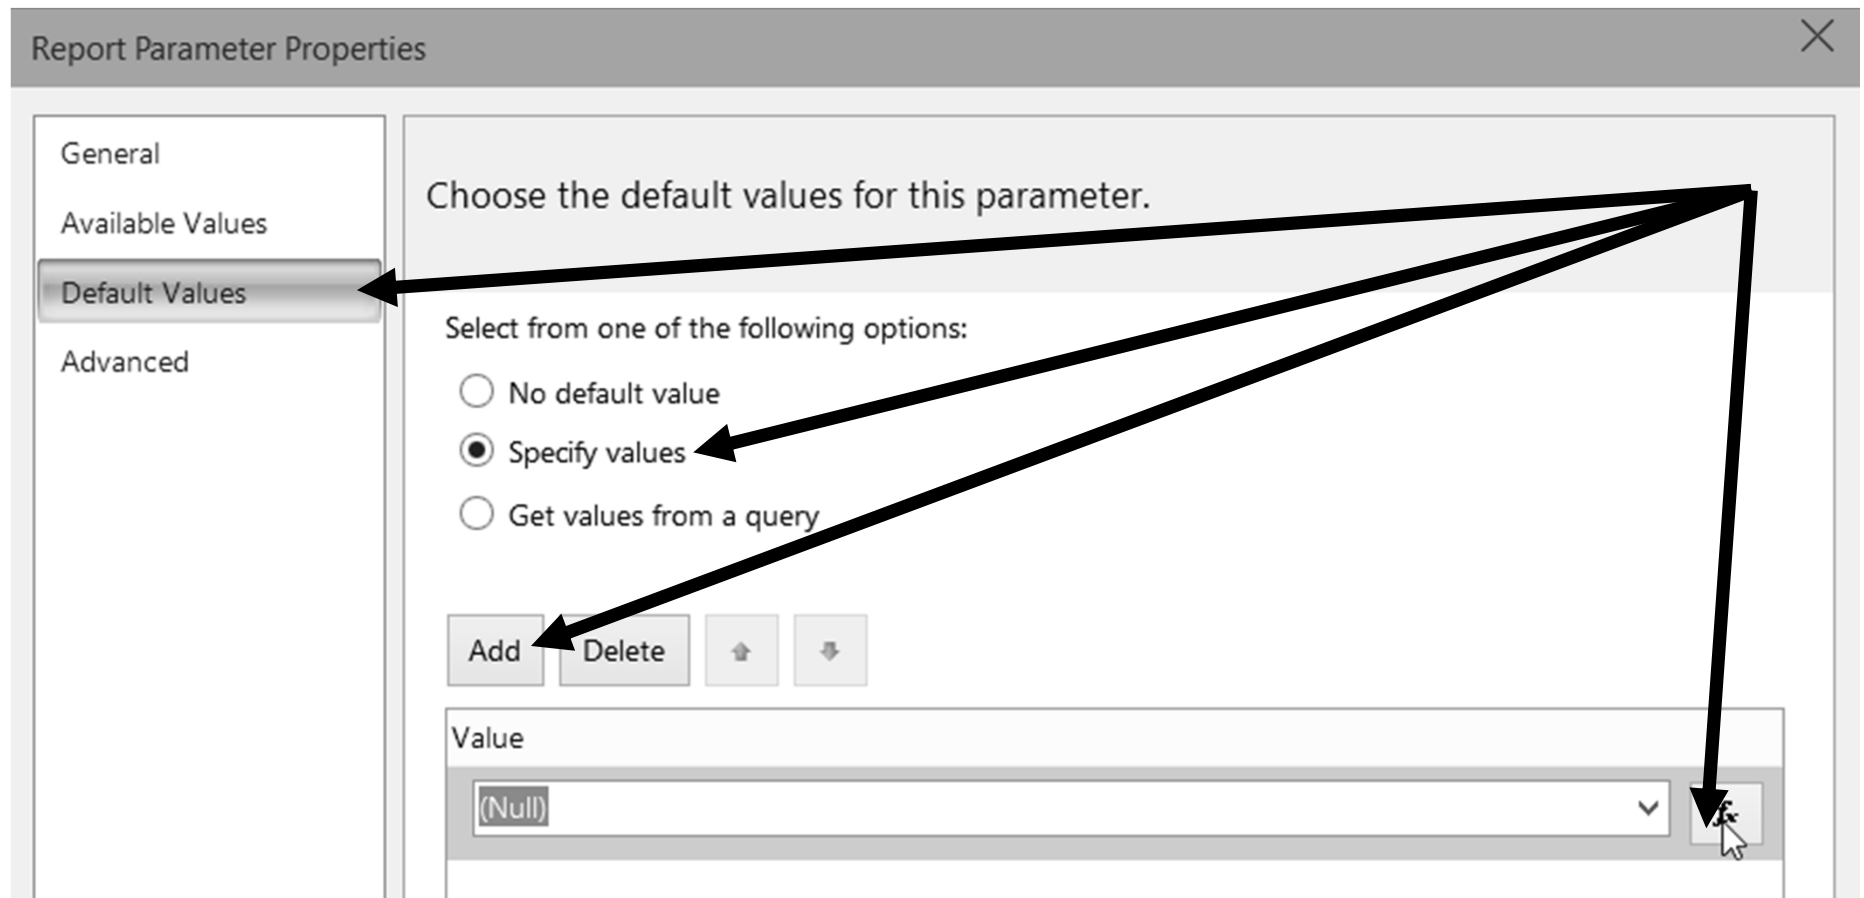 Report Parameter Properties
General
Available Values
Default Values
Advanced
Choose the default values for this parameter.
Select from one of the following options:
No default value
Specify values
Get values from a query
Add Delete
Value
(Null)
fx